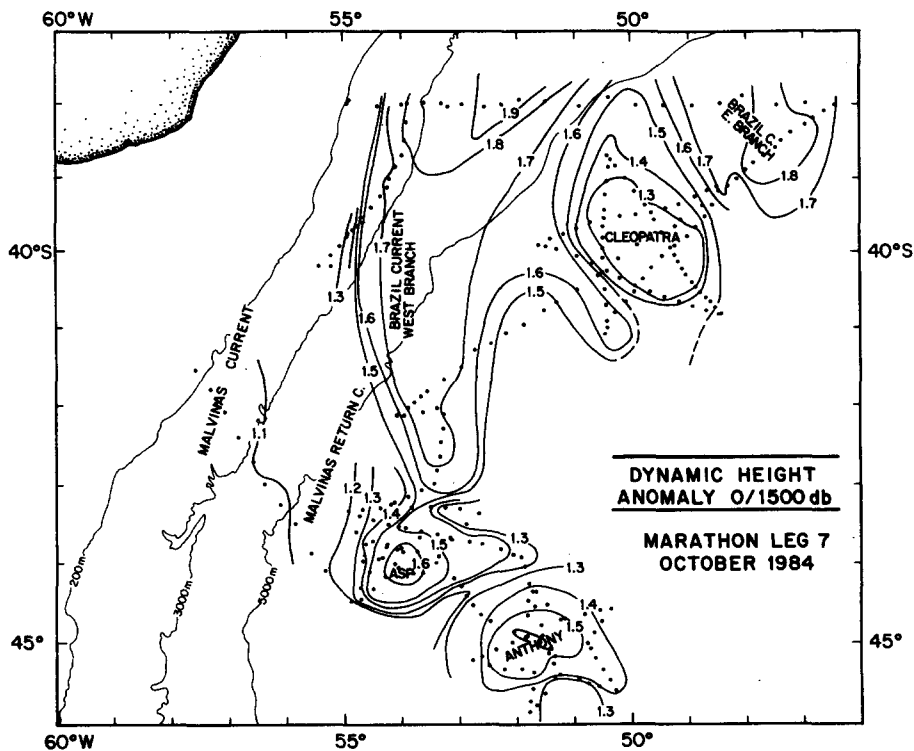 60°W 55° 50°
1.9
1.8
1.7
1.6
1.5
1.6
1.7
1.4
1.3
BRAZIL C.
E. BRANCH
1.8
1.7
CLEOPATRA
40°S 40°S
1.7
1.3
1.6
1.5
BRAZIL CURRENT
WEST BRANCH
1.6
1.5
MALVINAS CURRENT
1.1
MALVINAS RETURN C.
1.2
1.3
1.4
1.5
1.6
ASP
1.3
DYNAMIC HEIGHT
ANOMALY 0/1500 db
MARATHON LEG 7
OCTOBER 1984
200m
3000m
5000m
1.3
1.4
1.5
ANTHONY
1.3
45° 45°
60°W 55° 50°